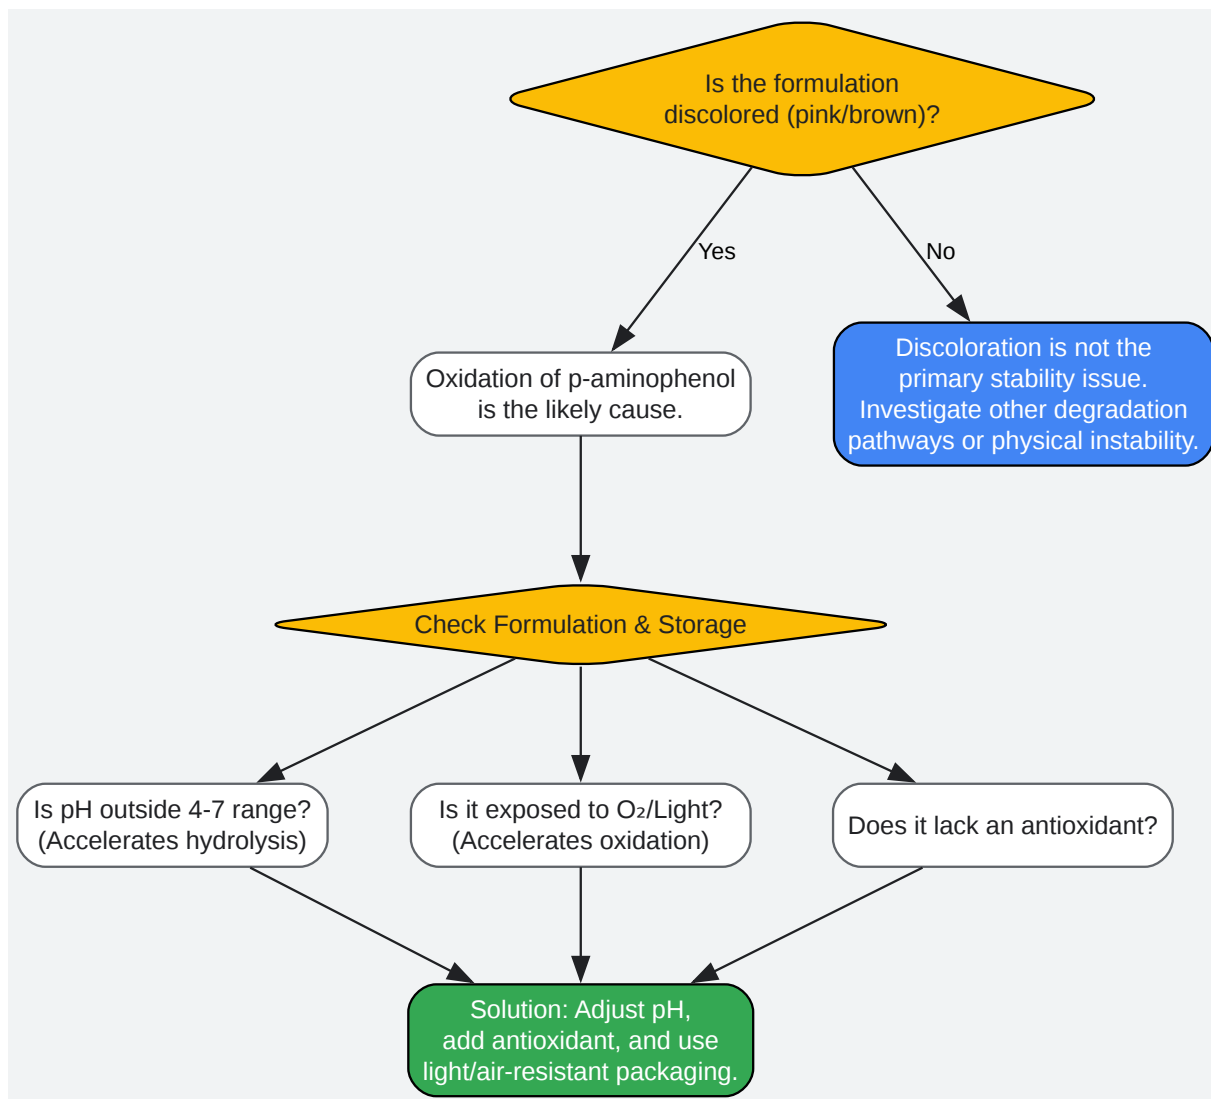 Is the formulation
discolored (pink/brown)?
Yes
No
Discoloration is not the
primary stability issue.
Investigate other degradation
pathways or physical instability.
Oxidation of p-aminophenol
is the likely cause.
Check Formulation & Storage
Is pH outside 4-7 range?
(Accelerates hydrolysis)
Is it exposed to O₂/Light?
(Accelerates oxidation)
Does it lack an antioxidant?
Solution: Adjust pH,
add antioxidant, and use
light/air-resistant packaging.